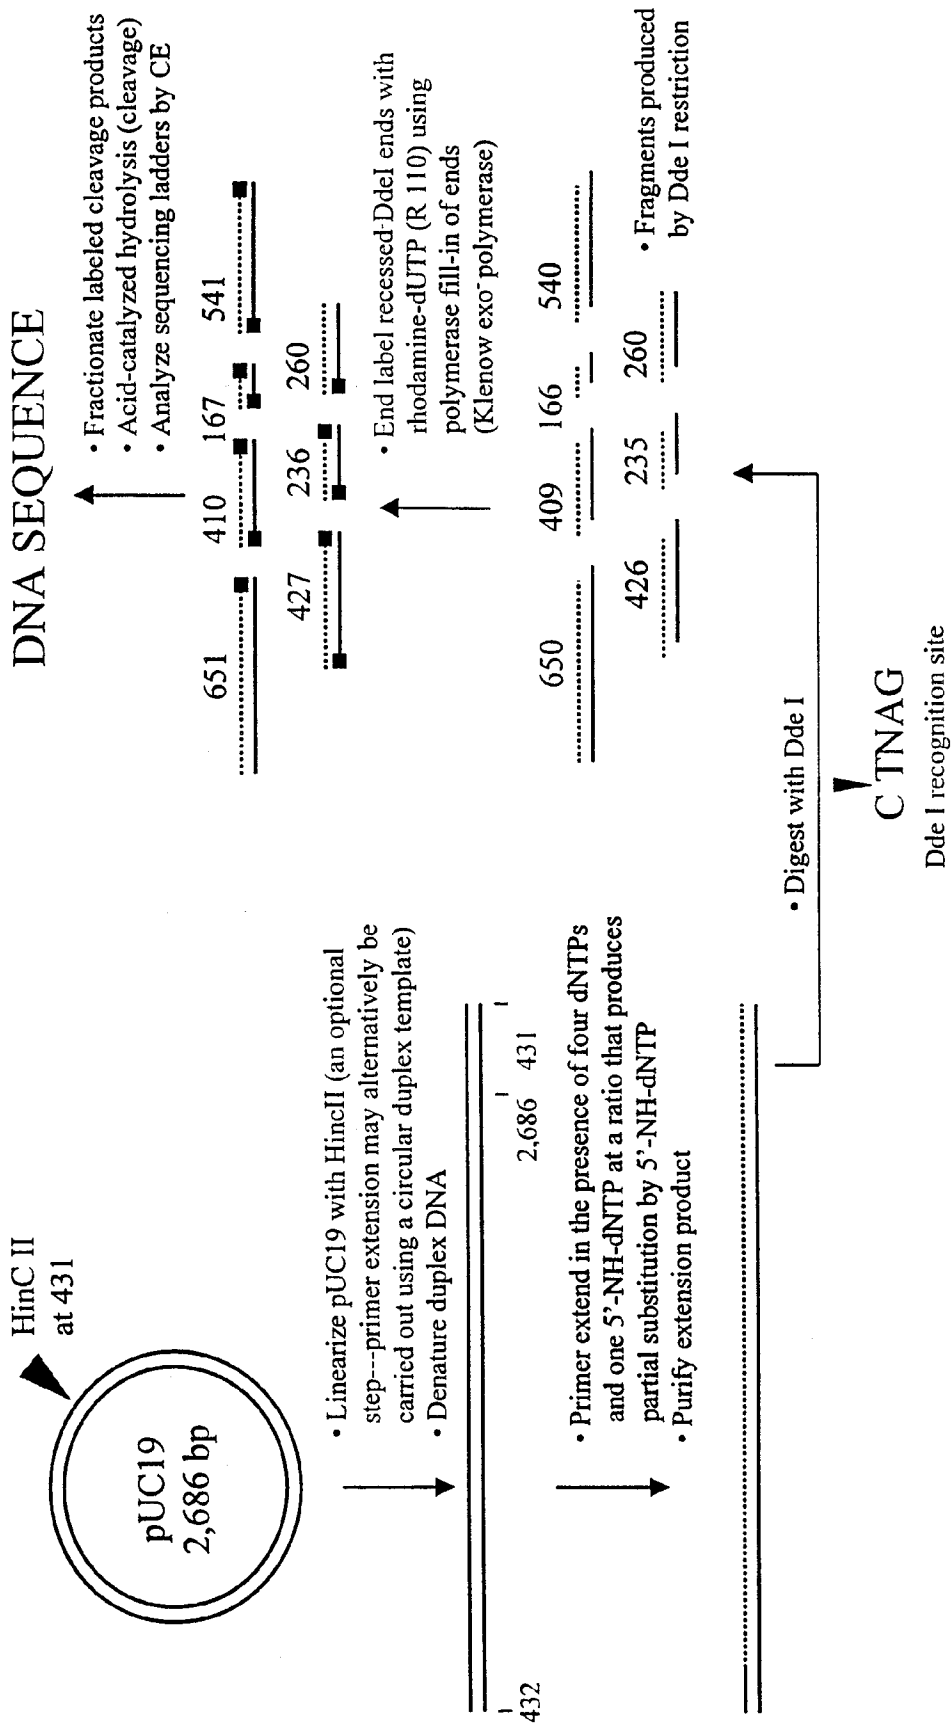 HinC II
at 431
pUC19
2,686 bp
• Linearize pUC19 with HincII (an optional
step---primer extension may alternatively be
carried out using a circular duplex template)
• Denature duplex DNA
432
2,686
431
• Primer extend in the presence of four dNTPs
and one 5’-NH-dNTP at a ratio that produces
partial substitution by 5’-NH-dNTP
• Purify extension product
• Digest with Dde I
C TNAG
Dde I recognition site
650
409
166
540
426
235
260
• Fragments produced
by Dde I restriction
• End label recessed DdeI ends with
rhodamine-dUTP (R 110) using
polymerase fill-in of ends
(Klenow exo⁻ polymerase)
651
410
167
541
427
236
260
• Fractionate labeled cleavage products
• Acid-catalyzed hydrolysis (cleavage)
• Analyze sequencing ladders by CE
DNA SEQUENCE